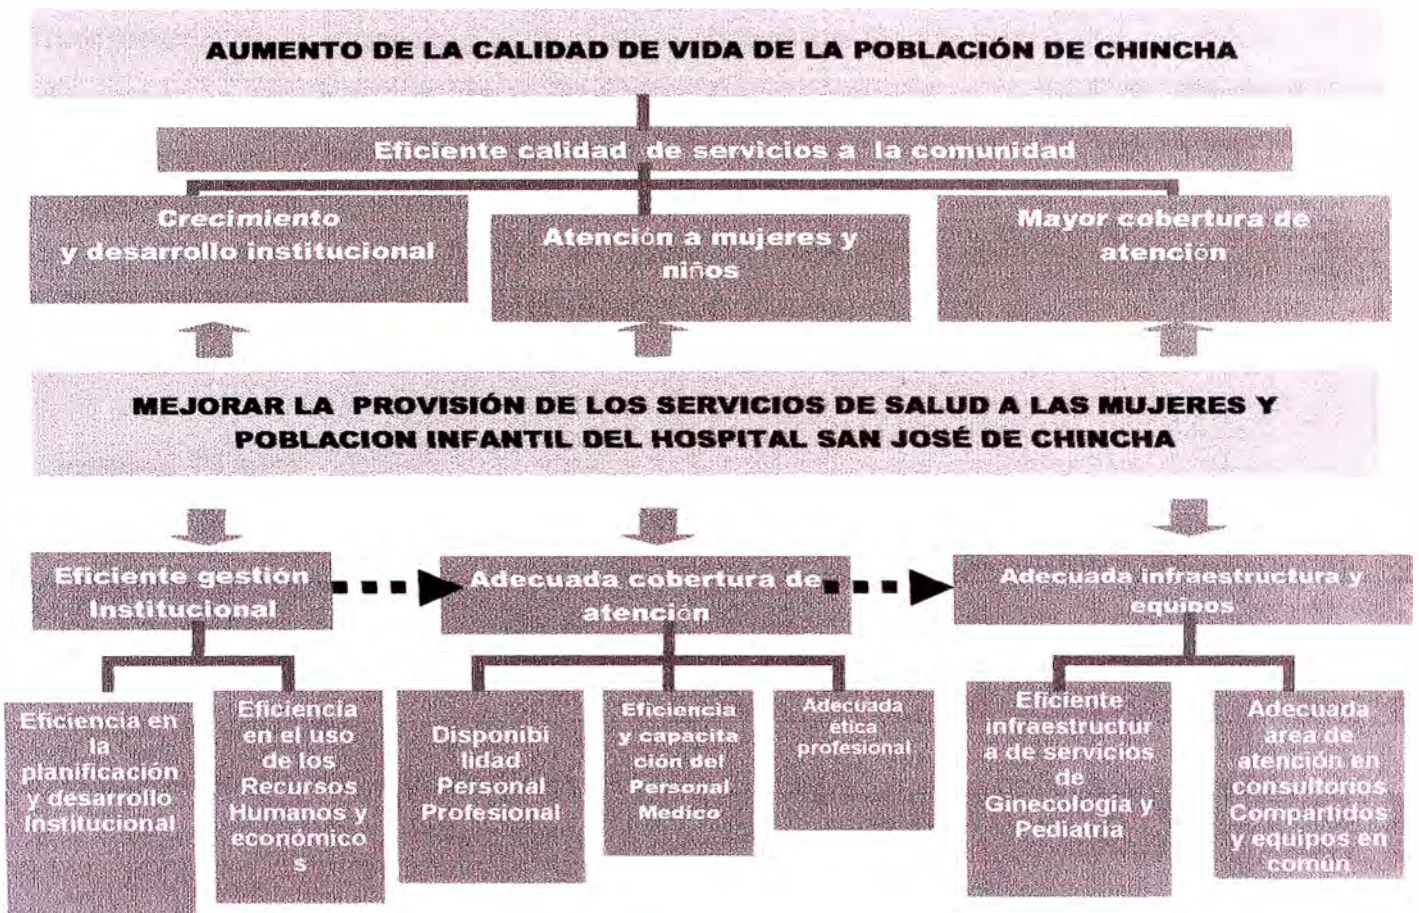 AUMENTO DE LA CALIDAD DE VIDA DE LA POBLACIÓN DE CHINCHA
Eficiente calidad de servicios a la comunidad
Crecimiento
y desarrollo institucional
Atención a mujeres y
niños
Mayor cobertura de
atención
MEJORAR LA PROVISIÓN DE LOS SERVICIOS DE SALUD A LAS MUJERES Y
POBLACION INFANTIL DEL HOSPITAL SAN JOSÉ DE CHINCHA
Eficiente gestión
Institucional
Adecuada cobertura de
atención
Adecuada infraestructura y
equipos
Eficiencia en
la
planificación
y desarrollo
Institucional
Eficiencia
en el uso
de los
Recursos
Humanos y
económico
s
Disponibi
lidad
Personal
Profesional
Eficiencia
y capacita
ción del
Personal
Medico
Adecuada
ética
profesional
Eficiente
infraestructur
a de servicios
de
Ginecología y
Pediatria
Adecuada
área de
atención en
consultorios
Compartidos
y equipos en
común